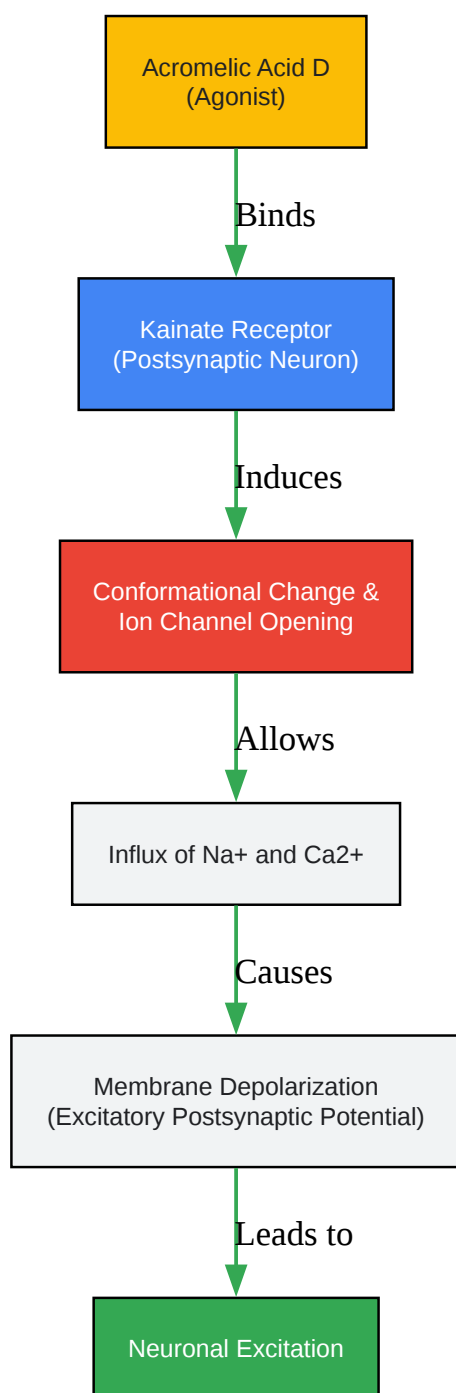 Acromelic Acid D
(Agonist)
Binds
Kainate Receptor
(Postsynaptic Neuron)
Induces
Conformational Change &
Ion Channel Opening
Allows
Influx of Na+ and Ca2+
Causes
Membrane Depolarization
(Excitatory Postsynaptic Potential)
Leads to
Neuronal Excitation